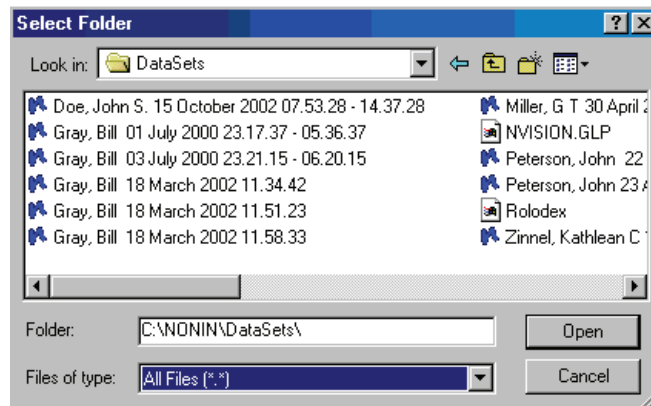 Select Folder
Look in: DataSets
Doe, John S. 15 October 2002 07.53.28 - 14.37.28
Gray, Bill 01 July 2000 23.17.37 - 05.36.37
Gray, Bill 03 July 2000 23.21.15 - 06.20.15
Gray, Bill 18 March 2002 11.34.42
Gray, Bill 18 March 2002 11.51.23
Gray, Bill 18 March 2002 11.58.33
Miller, G T 30 April
NVISION.GLP
Peterson, John 22
Peterson, John 23
Rolodex
Zinnel, Kathlean C
Folder: C:\NONIN\DataSets\
Open
Files of type: All Files (*.*)
Cancel